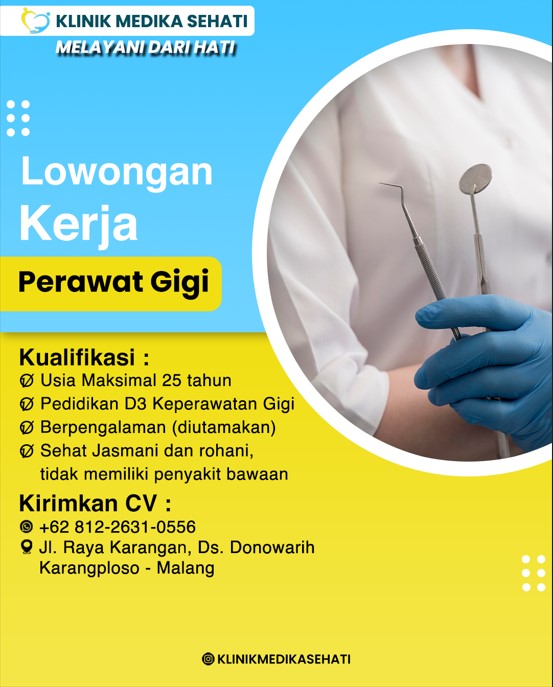 KLINIK MEDIKA SEHATI
MELAYANI DARI HATI
Lowongan
Kerja
Perawat Gigi
Kualifikasi :
Usia Maksimal 25 tahun
Pedidikan D3 Keperawatan Gigi
Berpengalaman (diutamakan)
Sehat Jasmani dan rohani,
tidak memiliki penyakit bawaan
Kirimkan CV :
+62 812-2631-0556
Jl. Raya Karangan, Ds. Donowarih
Karangploso - Malang
KLINIKMEDIKASEHATI